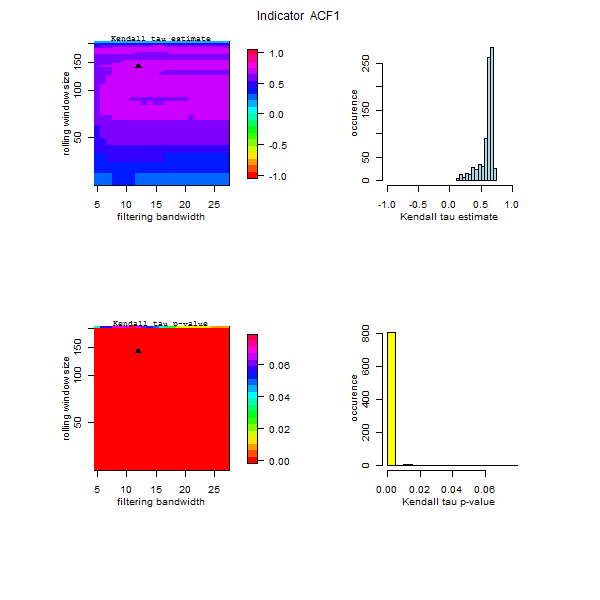 Indicator ACF1
Kendall tau estimate
rolling window size
50
100
150
5 10 15 20 25
filtering bandwidth
1.0
0.5
0.0
-0.5
-1.0
occurence
0 50 150 250
-1.0 -0.5 0.0 0.5 1.0
Kendall tau estimate
Kendall tau p-value
rolling window size
50
100
150
5 10 15 20 25
filtering bandwidth
0.06
0.04
0.02
0.00
occurence
0 200 400 600 800
0.00 0.02 0.04 0.06
Kendall tau p-value